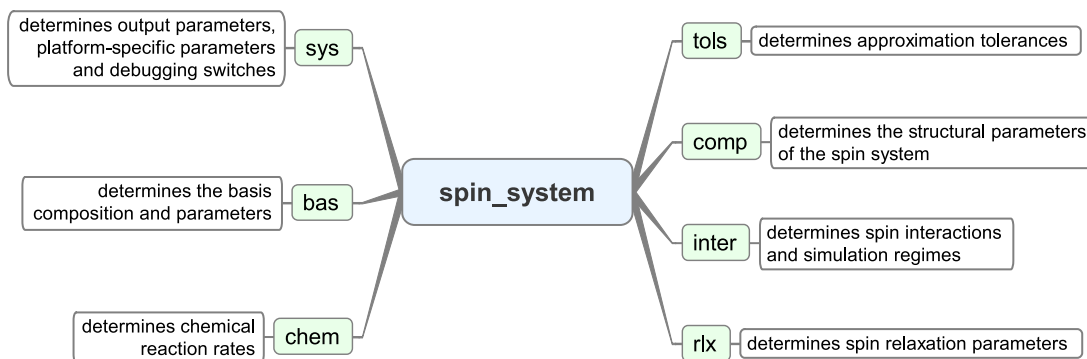 determines output parameters,
platform-specific parameters
and debugging switches
sys
determines the basis
composition and parameters
bas
determines chemical
reaction rates
chem
spin_system
tols
determines approximation tolerances
comp
determines the structural parameters
of the spin system
inter
determines spin interactions
and simulation regimes
rlx
determines spin relaxation parameters